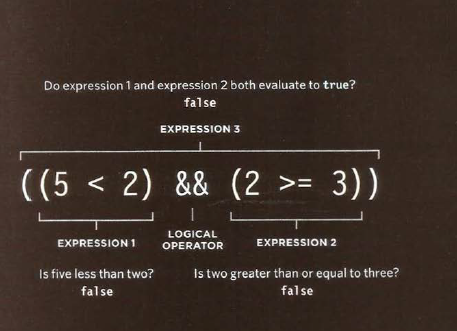 Do expression 1 and expression 2 both evaluate to true?
false
EXPRESSION 3
((5 < 2) && (2 >= 3))
EXPRESSION 1
LOGICAL
OPERATOR
EXPRESSION 2
Is five less than two?
false
Is two greater than or equal to three?
false